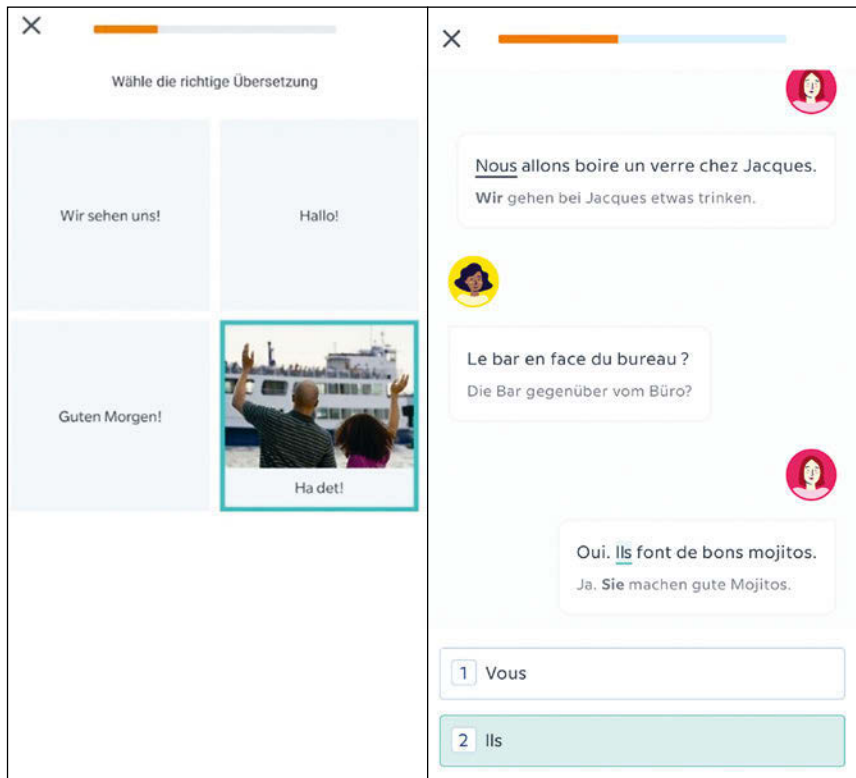 Wähle die richtige Übersetzung
Wir sehen uns!
Hallo!
Guten Morgen!
Ha det!
Nous allons boire un verre chez Jacques.
Wir gehen bei Jacques etwas trinken.
Le bar en face du bureau ?
Die Bar gegenüber vom Büro?
Oui. Ils font de bons mojitos.
Ja. Sie machen gute Mojitos.
1 Vous
2 Ils